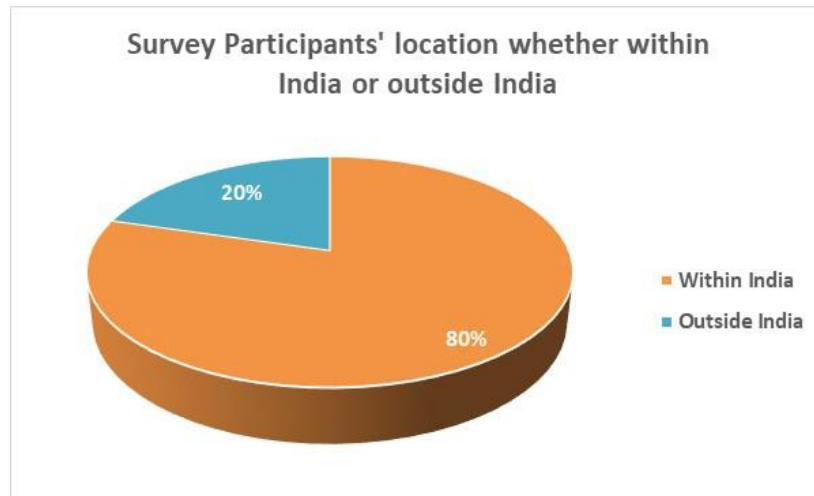 Survey Participants' location whether within
India or outside India
20%
80%
Within India
Outside India